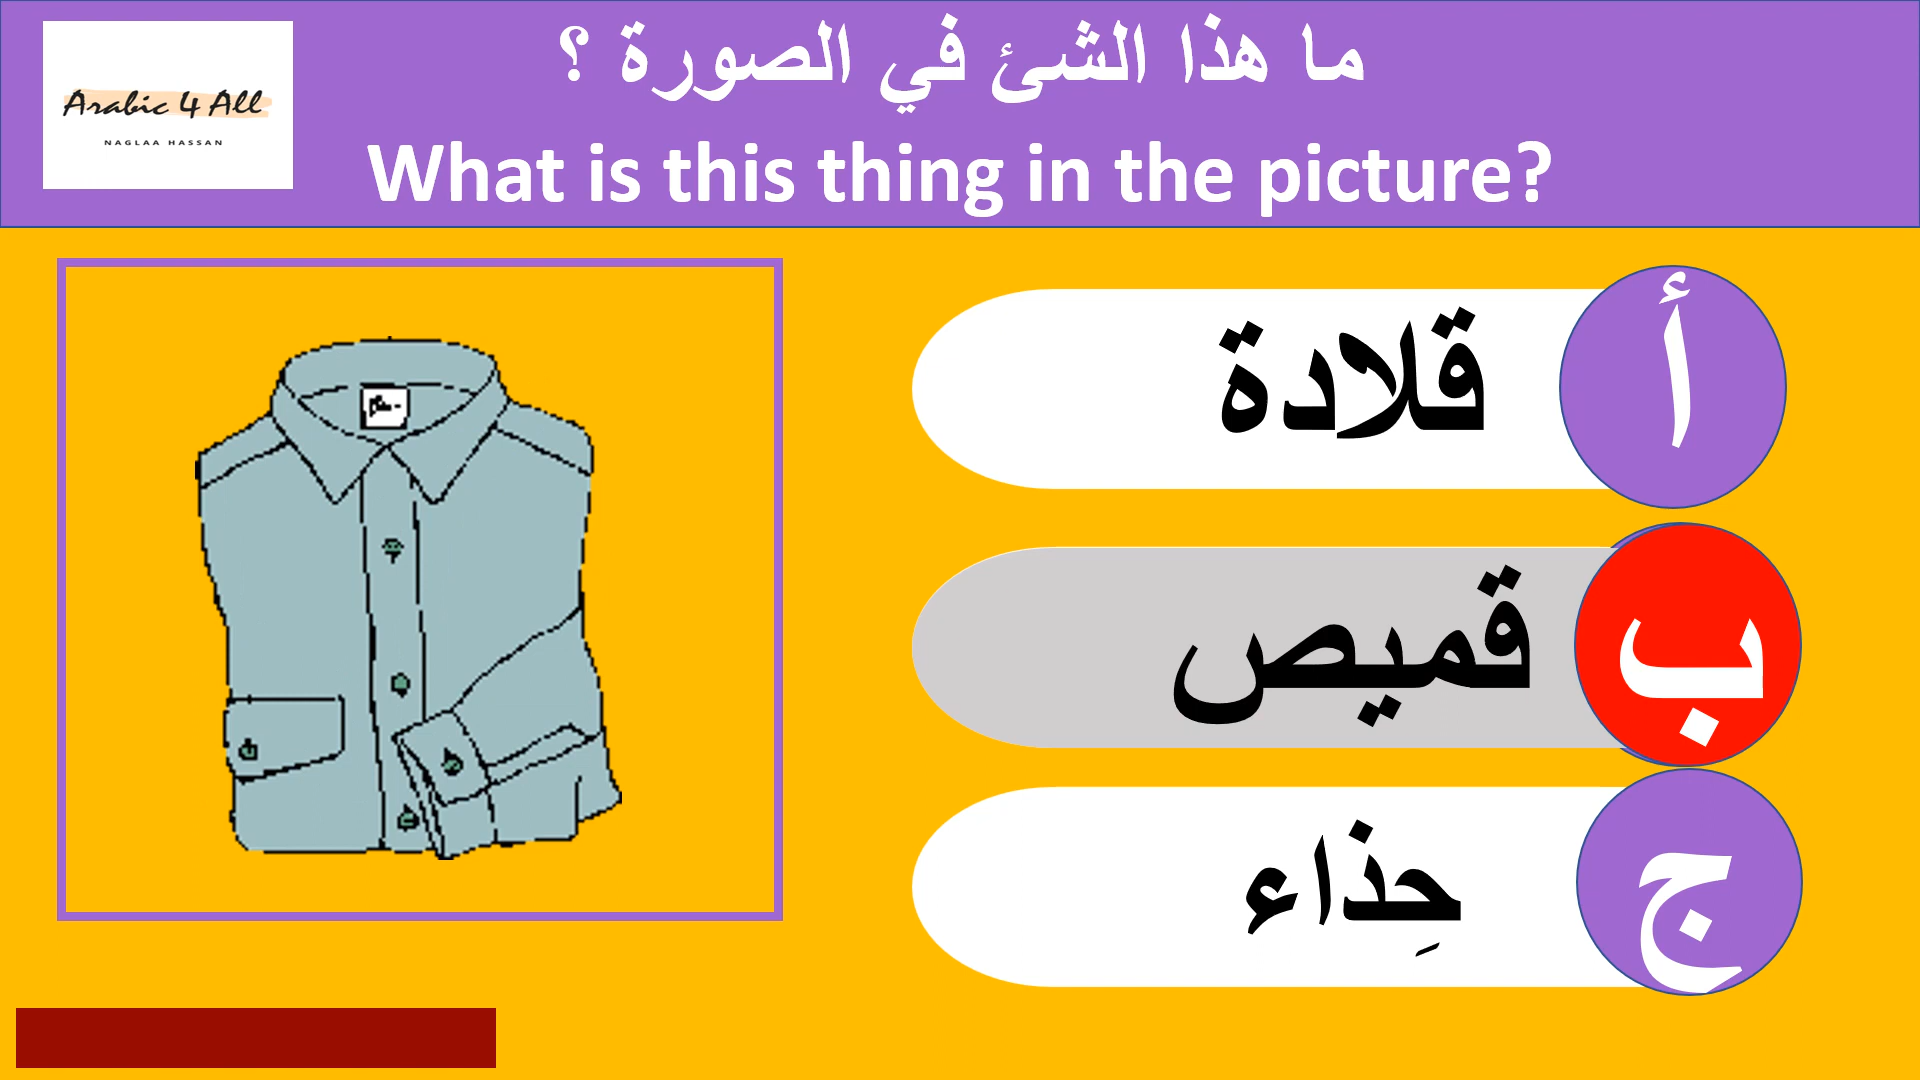 ما هذا الشئ في الصورة ؟
What is this thing in the picture?
Arabic 4 All
NAGLAA HASSAN
أ
قلادة
ب
قميص
ج
حِذاء